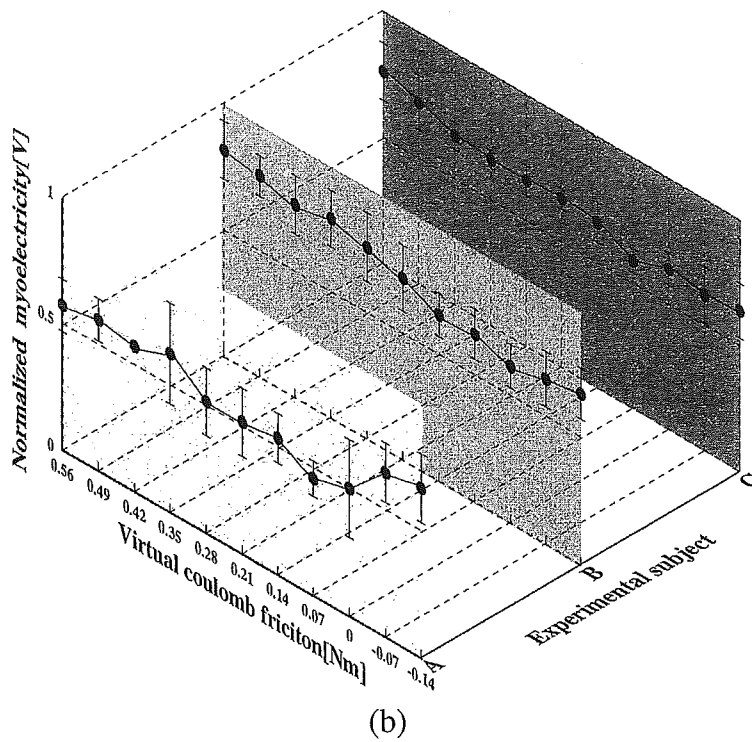 Normalized myoelectricity[V]
1
0.5
0
0.56
0.49
0.42
0.35
0.28
0.21
0.14
0.07
0
-0.07
-0.14
Virtual coulomb friciton[Nm]
A
B
C
Experimental subject
(b)